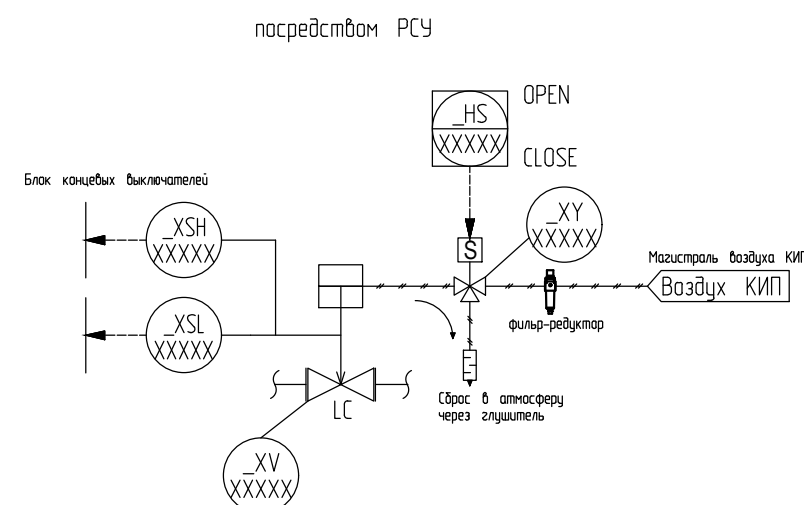 посредством РСУ
OPEN
_HS
XXXXX
CLOSE
Блок концевых выключателей
_XSH
XXXXX
_XY
XXXXX
S
Магистраль воздуха КИП
Воздух КИП
фильр-редуктор
_XSL
XXXXX
LC
Сброс в атмосферу
через глушитель
_XV
XXXXX